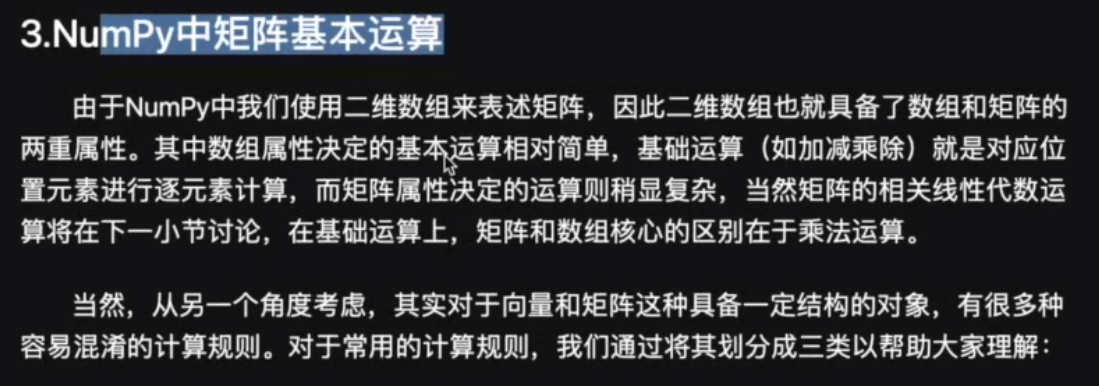 3.NumPy中矩阵基本运算
由于NumPy中我们使用二维数组来表述矩阵，因此二维数组也就具备了数组和矩阵的
两重属性。其中数组属性决定的基本运算相对简单，基础运算（如加减乘除）就是对应位
置元素进行逐元素计算，而矩阵属性决定的运算则稍显复杂，当然矩阵的相关线性代数运
算将在下一小节讨论，在基础运算上，矩阵和数组核心的区别在于乘法运算。
当然，从另一个角度考虑，其实对于向量和矩阵这种具备一定结构的对象，有很多种
容易混淆的计算规则。对于常用的计算规则，我们通过将其划分成三类以帮助大家理解：